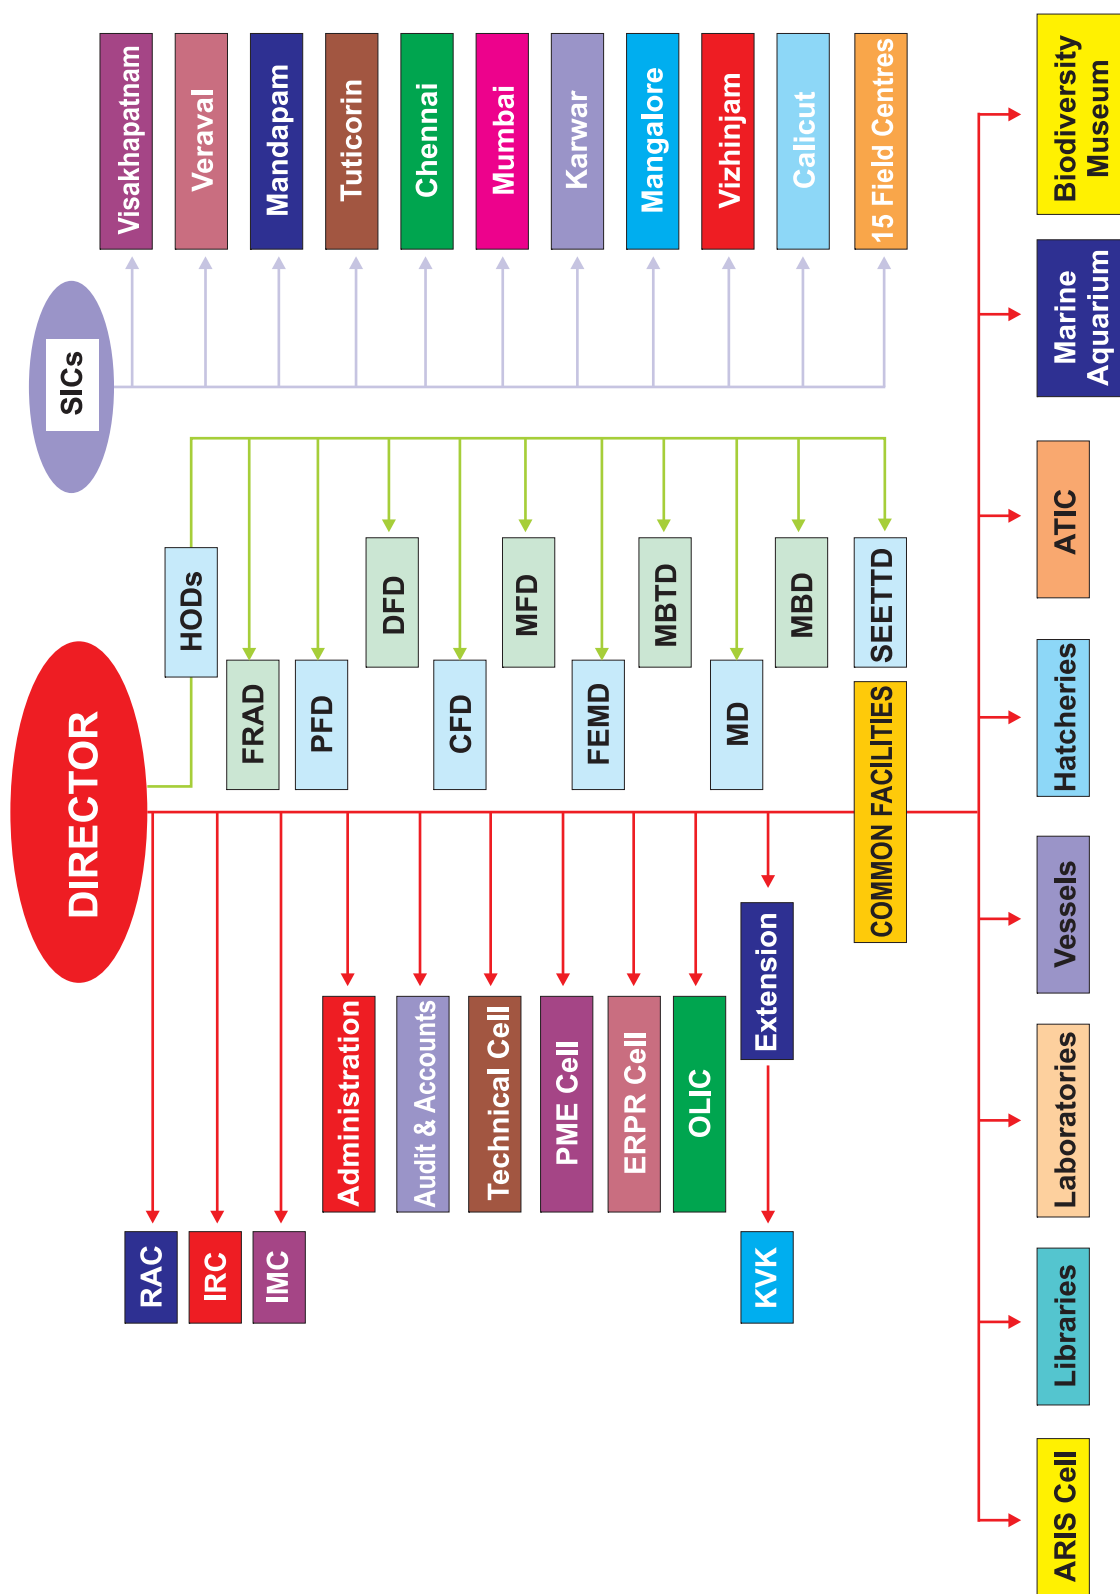 DIRECTOR
SICs
HODs
RAC
IRC
IMC
Administration
Audit & Accounts
Technical Cell
PME Cell
ERPR Cell
OLIC
Extension
KVK
FRAD
PFD
DFD
CFD
MFD
FEMD
MBTD
MD
MBD
SEETTD
Visakhapatnam
Veraval
Mandapam
Tuticorin
Chennai
Mumbai
Karwar
Mangalore
Vizhinjam
Calicut
15 Field Centres
COMMON FACILITIES
ARIS Cell
Libraries
Laboratories
Vessels
Hatcheries
ATIC
Marine
Aquarium
Biodiversity
Museum